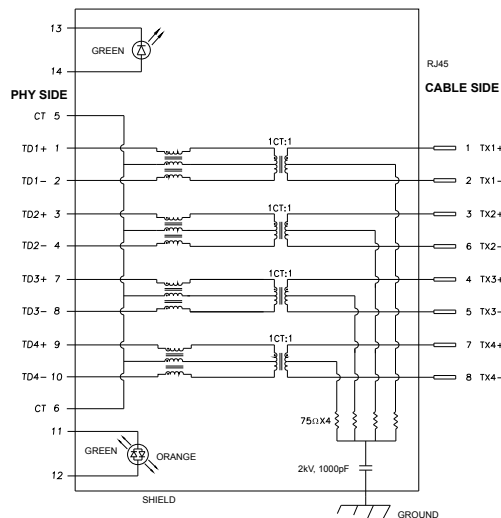 13
GREEN
14
RJ45
PHY SIDE
CABLE SIDE
CT 5
1CT:1
TD1+ 1
1 TX1+
TD1- 2
2 TX1-
1CT:1
TD2+ 3
3 TX2+
TD2- 4
6 TX2-
1CT:1
TD3+ 7
4 TX3+
TD3- 8
5 TX3-
1CT:1
TD4+ 9
7 TX4+
TD4- 10
8 TX4-
CT 6
75ΩX4
11
GREEN
ORANGE
12
2kV, 1000pF
SHIELD
GROUND